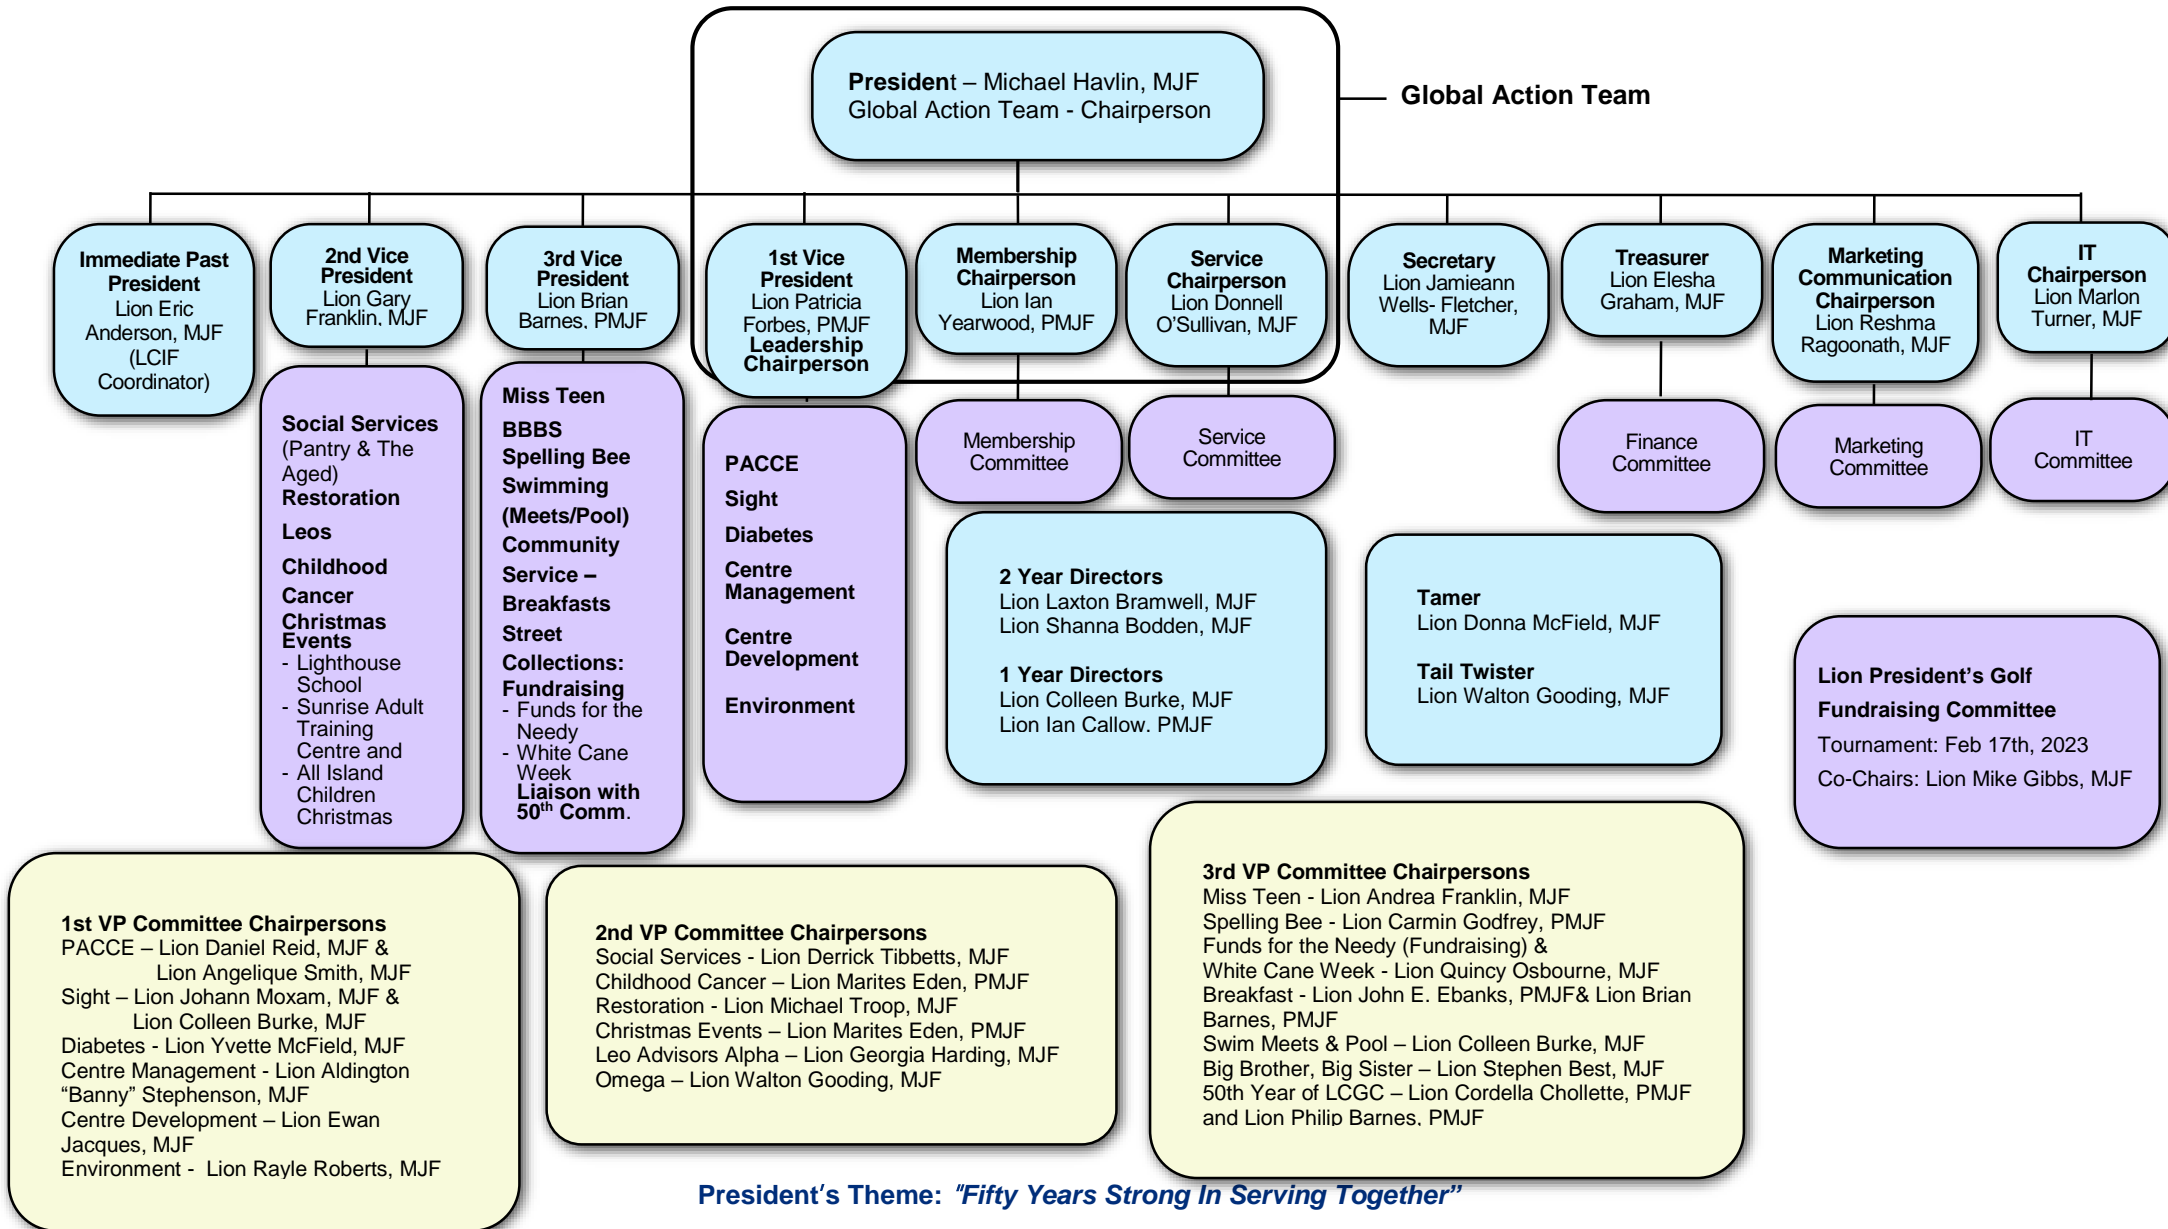 President – Michael Havlin, MJF
Global Action Team - Chairperson
Global Action Team
Immediate Past
President
Lion Eric
Anderson, MJF
(LCIF
Coordinator)
2nd Vice
President
Lion Gary
Franklin, MJF
3rd Vice
President
Lion Brian
Barnes, PMJF
1st Vice
President
Lion Patricia
Forbes, PMJF
Leadership
Chairperson
Membership
Chairperson
Lion Ian
Yearwood, PMJF
Service
Chairperson
Lion Donnell
O'Sullivan, MJF
Secretary
Lion Jamieann
Wells- Fletcher,
MJF
Treasurer
Lion Elesha
Graham, MJF
Marketing
Communication
Chairperson
Lion Reshma
Ragoonath, MJF
IT
Chairperson
Lion Marlon
Turner, MJF
Social Services
(Pantry & The
Aged)
Restoration
Leos
Childhood
Cancer
Christmas
Events
- Lighthouse
School
- Sunrise Adult
Training
Centre and
- All Island
Children
Christmas
Miss Teen
BBBS
Spelling Bee
Swimming
(Meets/Pool)
Community
Service –
Breakfasts
Street
Collections:
Fundraising
- Funds for the
Needy
- White Cane
Week
Liaison with
50th Comm.
PACCE
Sight
Diabetes
Centre
Management
Centre
Development
Environment
Membership
Committee
Service
Committee
Finance
Committee
Marketing
Committee
IT
Committee
2 Year Directors
Lion Laxton Bramwell, MJF
Lion Shanna Bodden, MJF
1 Year Directors
Lion Colleen Burke, MJF
Lion Ian Callow. PMJF
Tamer
Lion Donna McField, MJF
Tail Twister
Lion Walton Gooding, MJF
Lion President's Golf
Fundraising Committee
Tournament: Feb 17th, 2023
Co-Chairs: Lion Mike Gibbs, MJF
1st VP Committee Chairpersons
PACCE – Lion Daniel Reid, MJF &
Lion Angelique Smith, MJF
Sight – Lion Johann Moxam, MJF &
Lion Colleen Burke, MJF
Diabetes - Lion Yvette McField, MJF
Centre Management - Lion Aldington
“Banny” Stephenson, MJF
Centre Development – Lion Ewan
Jacques, MJF
Environment - Lion Rayle Roberts, MJF
2nd VP Committee Chairpersons
Social Services - Lion Derrick Tibbetts, MJF
Childhood Cancer – Lion Marites Eden, PMJF
Restoration - Lion Michael Troop, MJF
Christmas Events – Lion Marites Eden, PMJF
Leo Advisors Alpha – Lion Georgia Harding, MJF
Omega – Lion Walton Gooding, MJF
3rd VP Committee Chairpersons
Miss Teen - Lion Andrea Franklin, MJF
Spelling Bee - Lion Carmin Godfrey, PMJF
Funds for the Needy (Fundraising) &
White Cane Week - Lion Quincy Osbourne, MJF
Breakfast - Lion John E. Ebanks, PMJF& Lion Brian
Barnes, PMJF
Swim Meets & Pool – Lion Colleen Burke, MJF
Big Brother, Big Sister – Lion Stephen Best, MJF
50th Year of LCGC – Lion Cordella Chollette, PMJF
and Lion Philip Barnes, PMJF
President's Theme: "Fifty Years Strong In Serving Together”